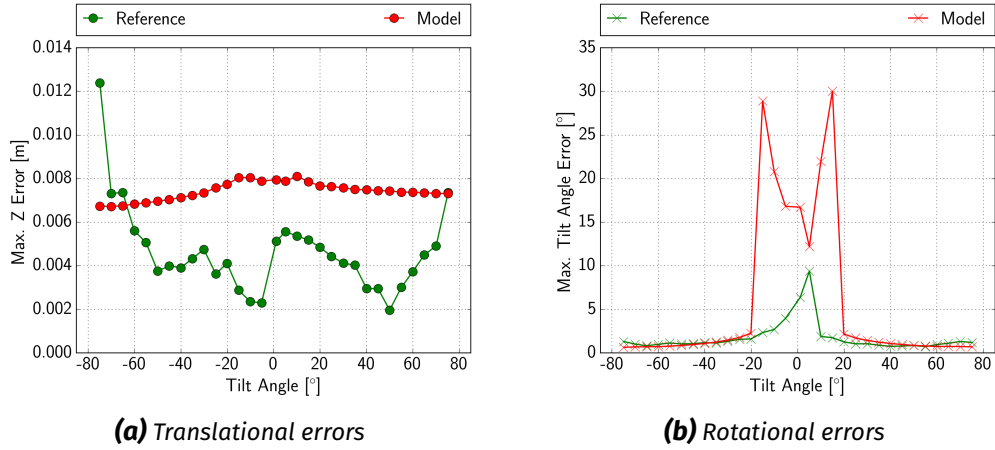 Reference Model
0.014
0.012
0.010
0.008
0.006
0.004
0.002
0.000
Max. Z Error [m]
-80 -60 -40 -20 0 20 40 60 80
Tilt Angle [°]
(a) Translational errors
Reference Model
35
30
25
20
15
10
5
0
Max. Tilt Angle Error [°]
-80 -60 -40 -20 0 20 40 60 80
Tilt Angle [°]
(b) Rotational errors